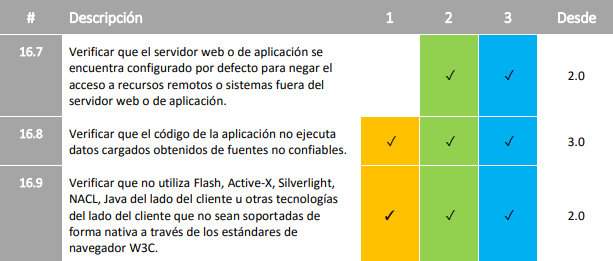 # Descripción 1 2 3 Desde
16.7 Verificar que el servidor web o de aplicación se
encuentra configurado por defecto para negar el
acceso a recursos remotos o sistemas fuera del
servidor web o de aplicación.
✓ ✓ 2.0
16.8 Verificar que el código de la aplicación no ejecuta
datos cargados obtenidos de fuentes no confiables.
✓ ✓ ✓ 3.0
16.9 Verificar que no utiliza Flash, Active-X, Silverlight,
NACL, Java del lado del cliente u otras tecnologías
del lado del cliente que no sean soportadas de
forma nativa a través de los estándares de
navegador W3C.
✓ ✓ ✓ 2.0